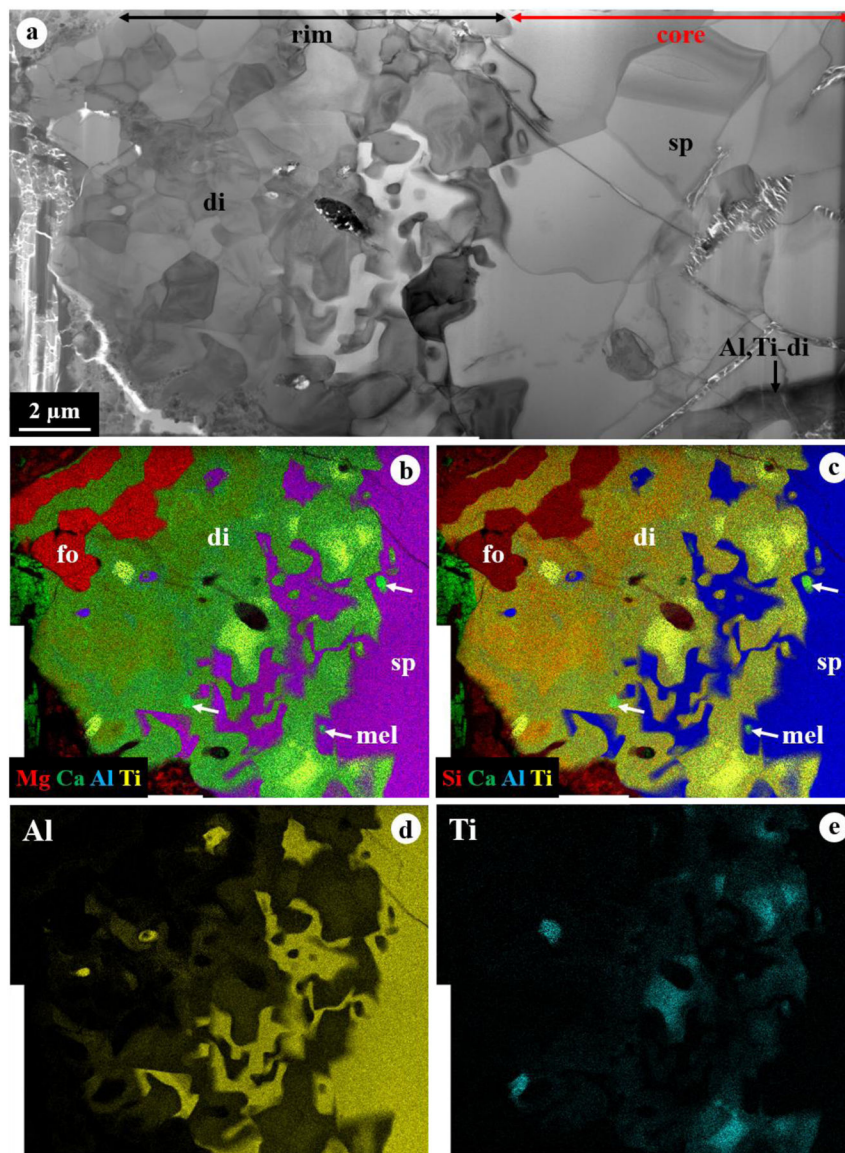 a
rim
core
sp
di
Al,Ti-di
2 µm
b
c
fo
di
fo
di
sp
sp
mel
mel
Mg Ca Al Ti
Si Ca Al Ti
Al
d
Ti
e